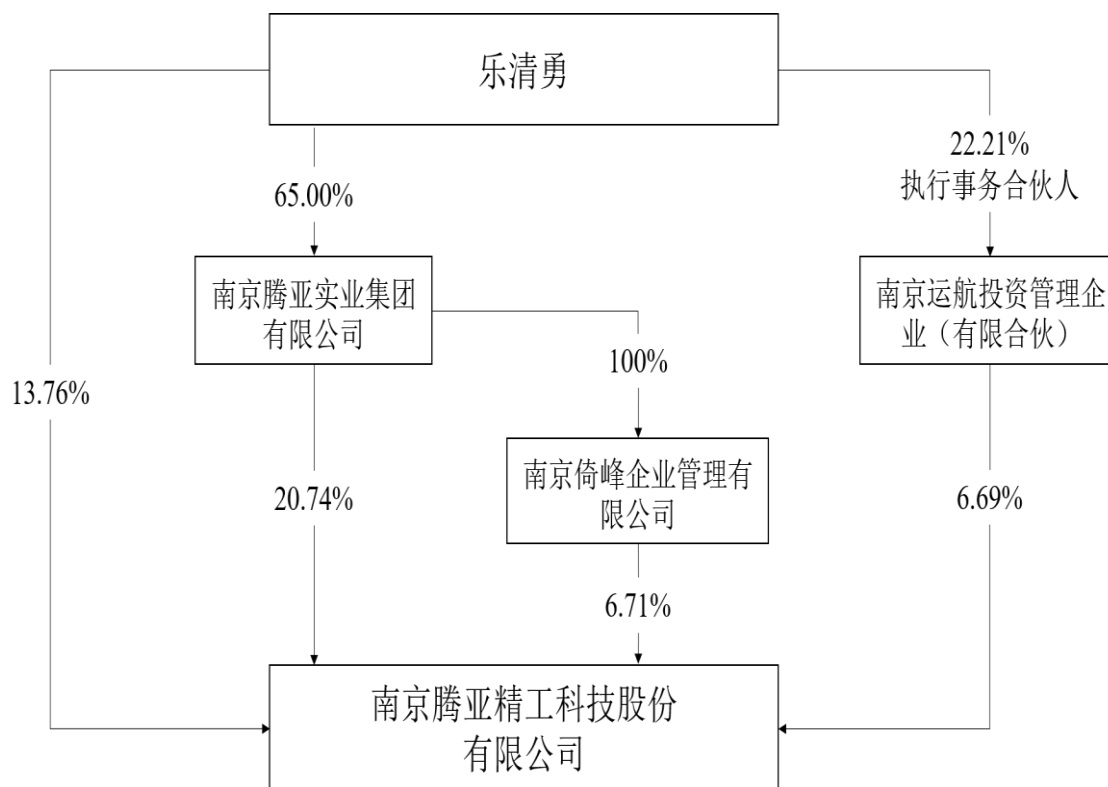 乐清勇
22.21%
执行事务合伙人
65.00%
南京腾亚实业集团
有限公司
南京运航投资管理企
业（有限合伙）
100%
13.76%
南京倚峰企业管理有
限公司
20.74%
6.69%
6.71%
南京腾亚精工科技股份
有限公司